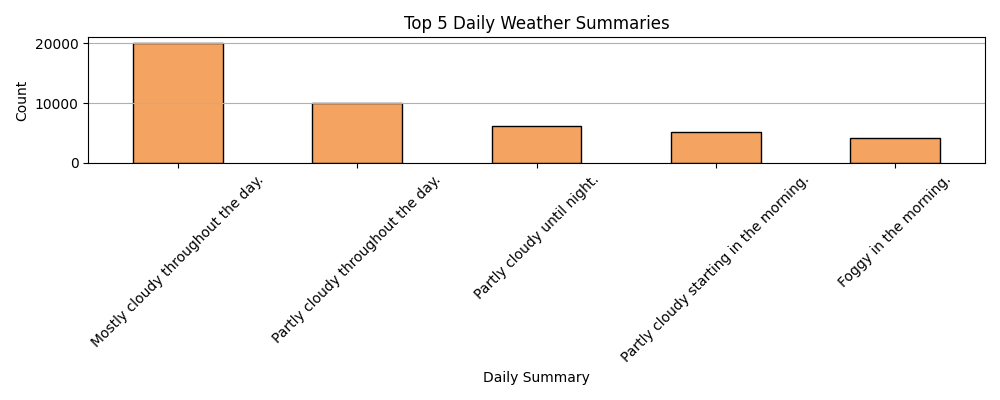 Top 5 Daily Weather Summaries
Count
20000
10000
0
Mostly cloudy throughout the day.
Partly cloudy throughout the day.
Partly cloudy until night.
Partly cloudy starting in the morning.
Foggy in the morning.
Daily Summary